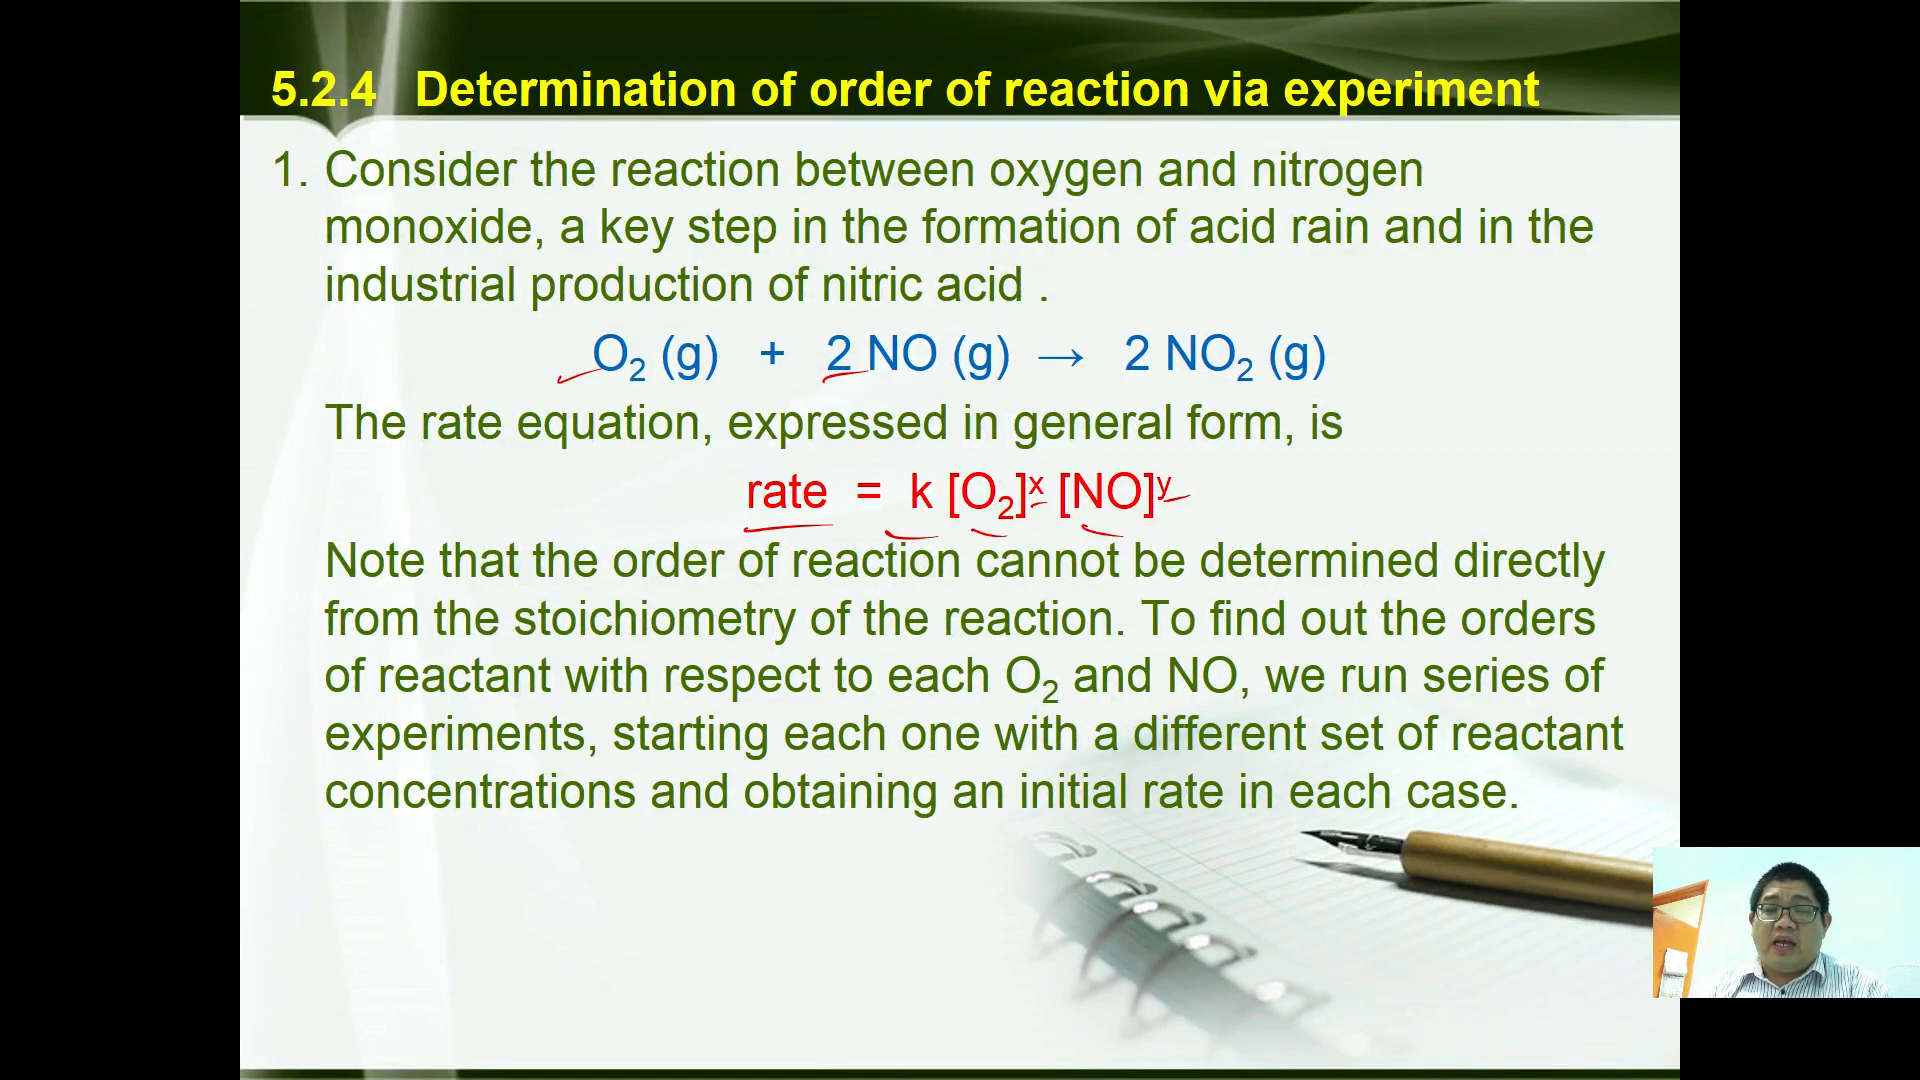 5.2.4 Determination of order of reaction via experiment
1. Consider the reaction between oxygen and nitrogen
monoxide, a key step in the formation of acid rain and in the
industrial production of nitric acid .
O₂ (g) + 2 NO (g) → 2 NO₂ (g)
The rate equation, expressed in general form, is
rate = k [O₂]ˣ [NO]ʸ
Note that the order of reaction cannot be determined directly
from the stoichiometry of the reaction. To find out the orders
of reactant with respect to each O₂ and NO, we run series of
experiments, starting each one with a different set of reactant
concentrations and obtaining an initial rate in each case.